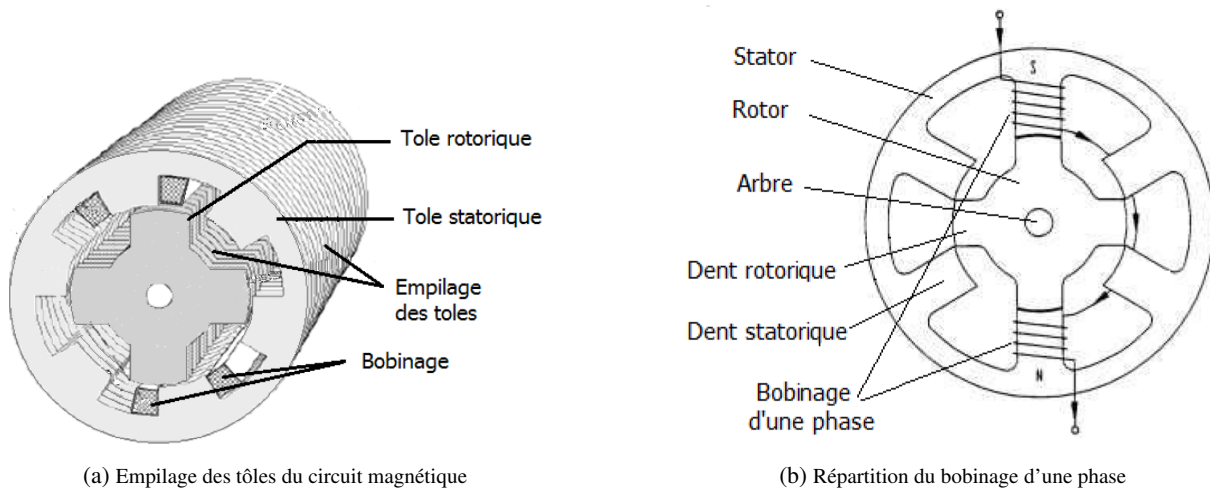 Tole rotorique
Tole statorique
Empilage
des toles
Bobinage
(a) Empilage des tôles du circuit magnétique
Stator
Rotor
Arbre
Dent rotorique
Dent statorique
Bobinage
d'une phase
S
N
(b) Répartition du bobinage d’une phase